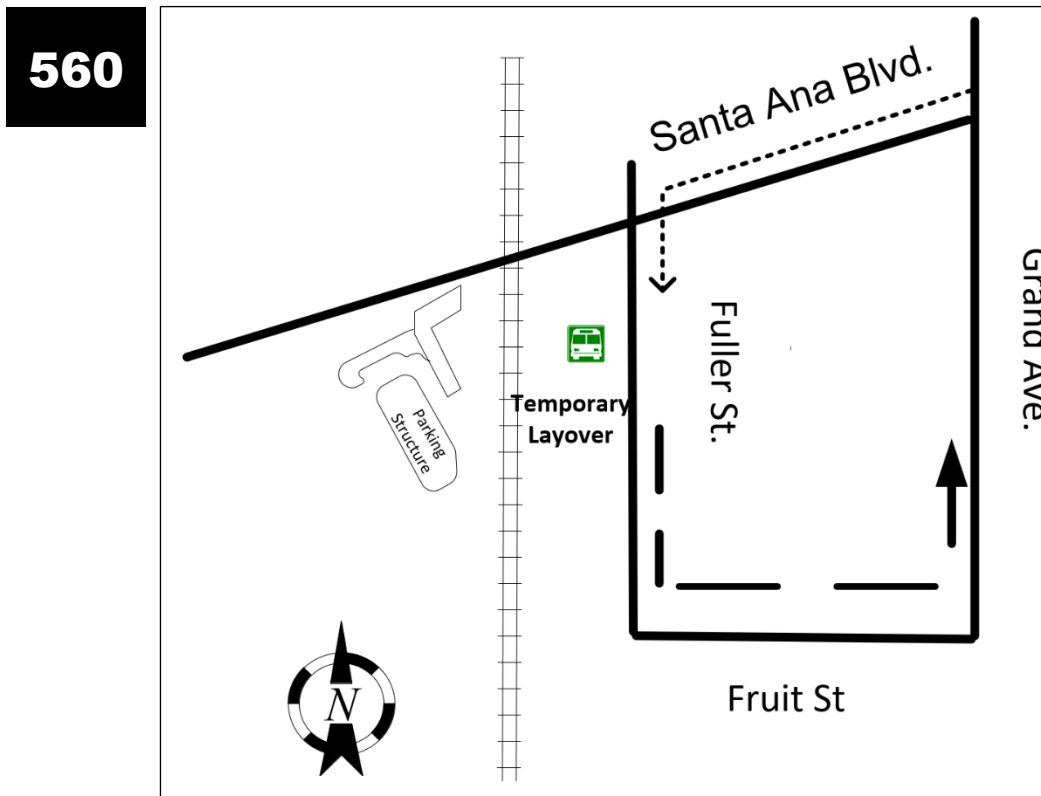 560
Santa Ana Blvd.
Grand Ave.
Fuller St.
Temporary
Layover
Parking
Structure
N
Fruit St